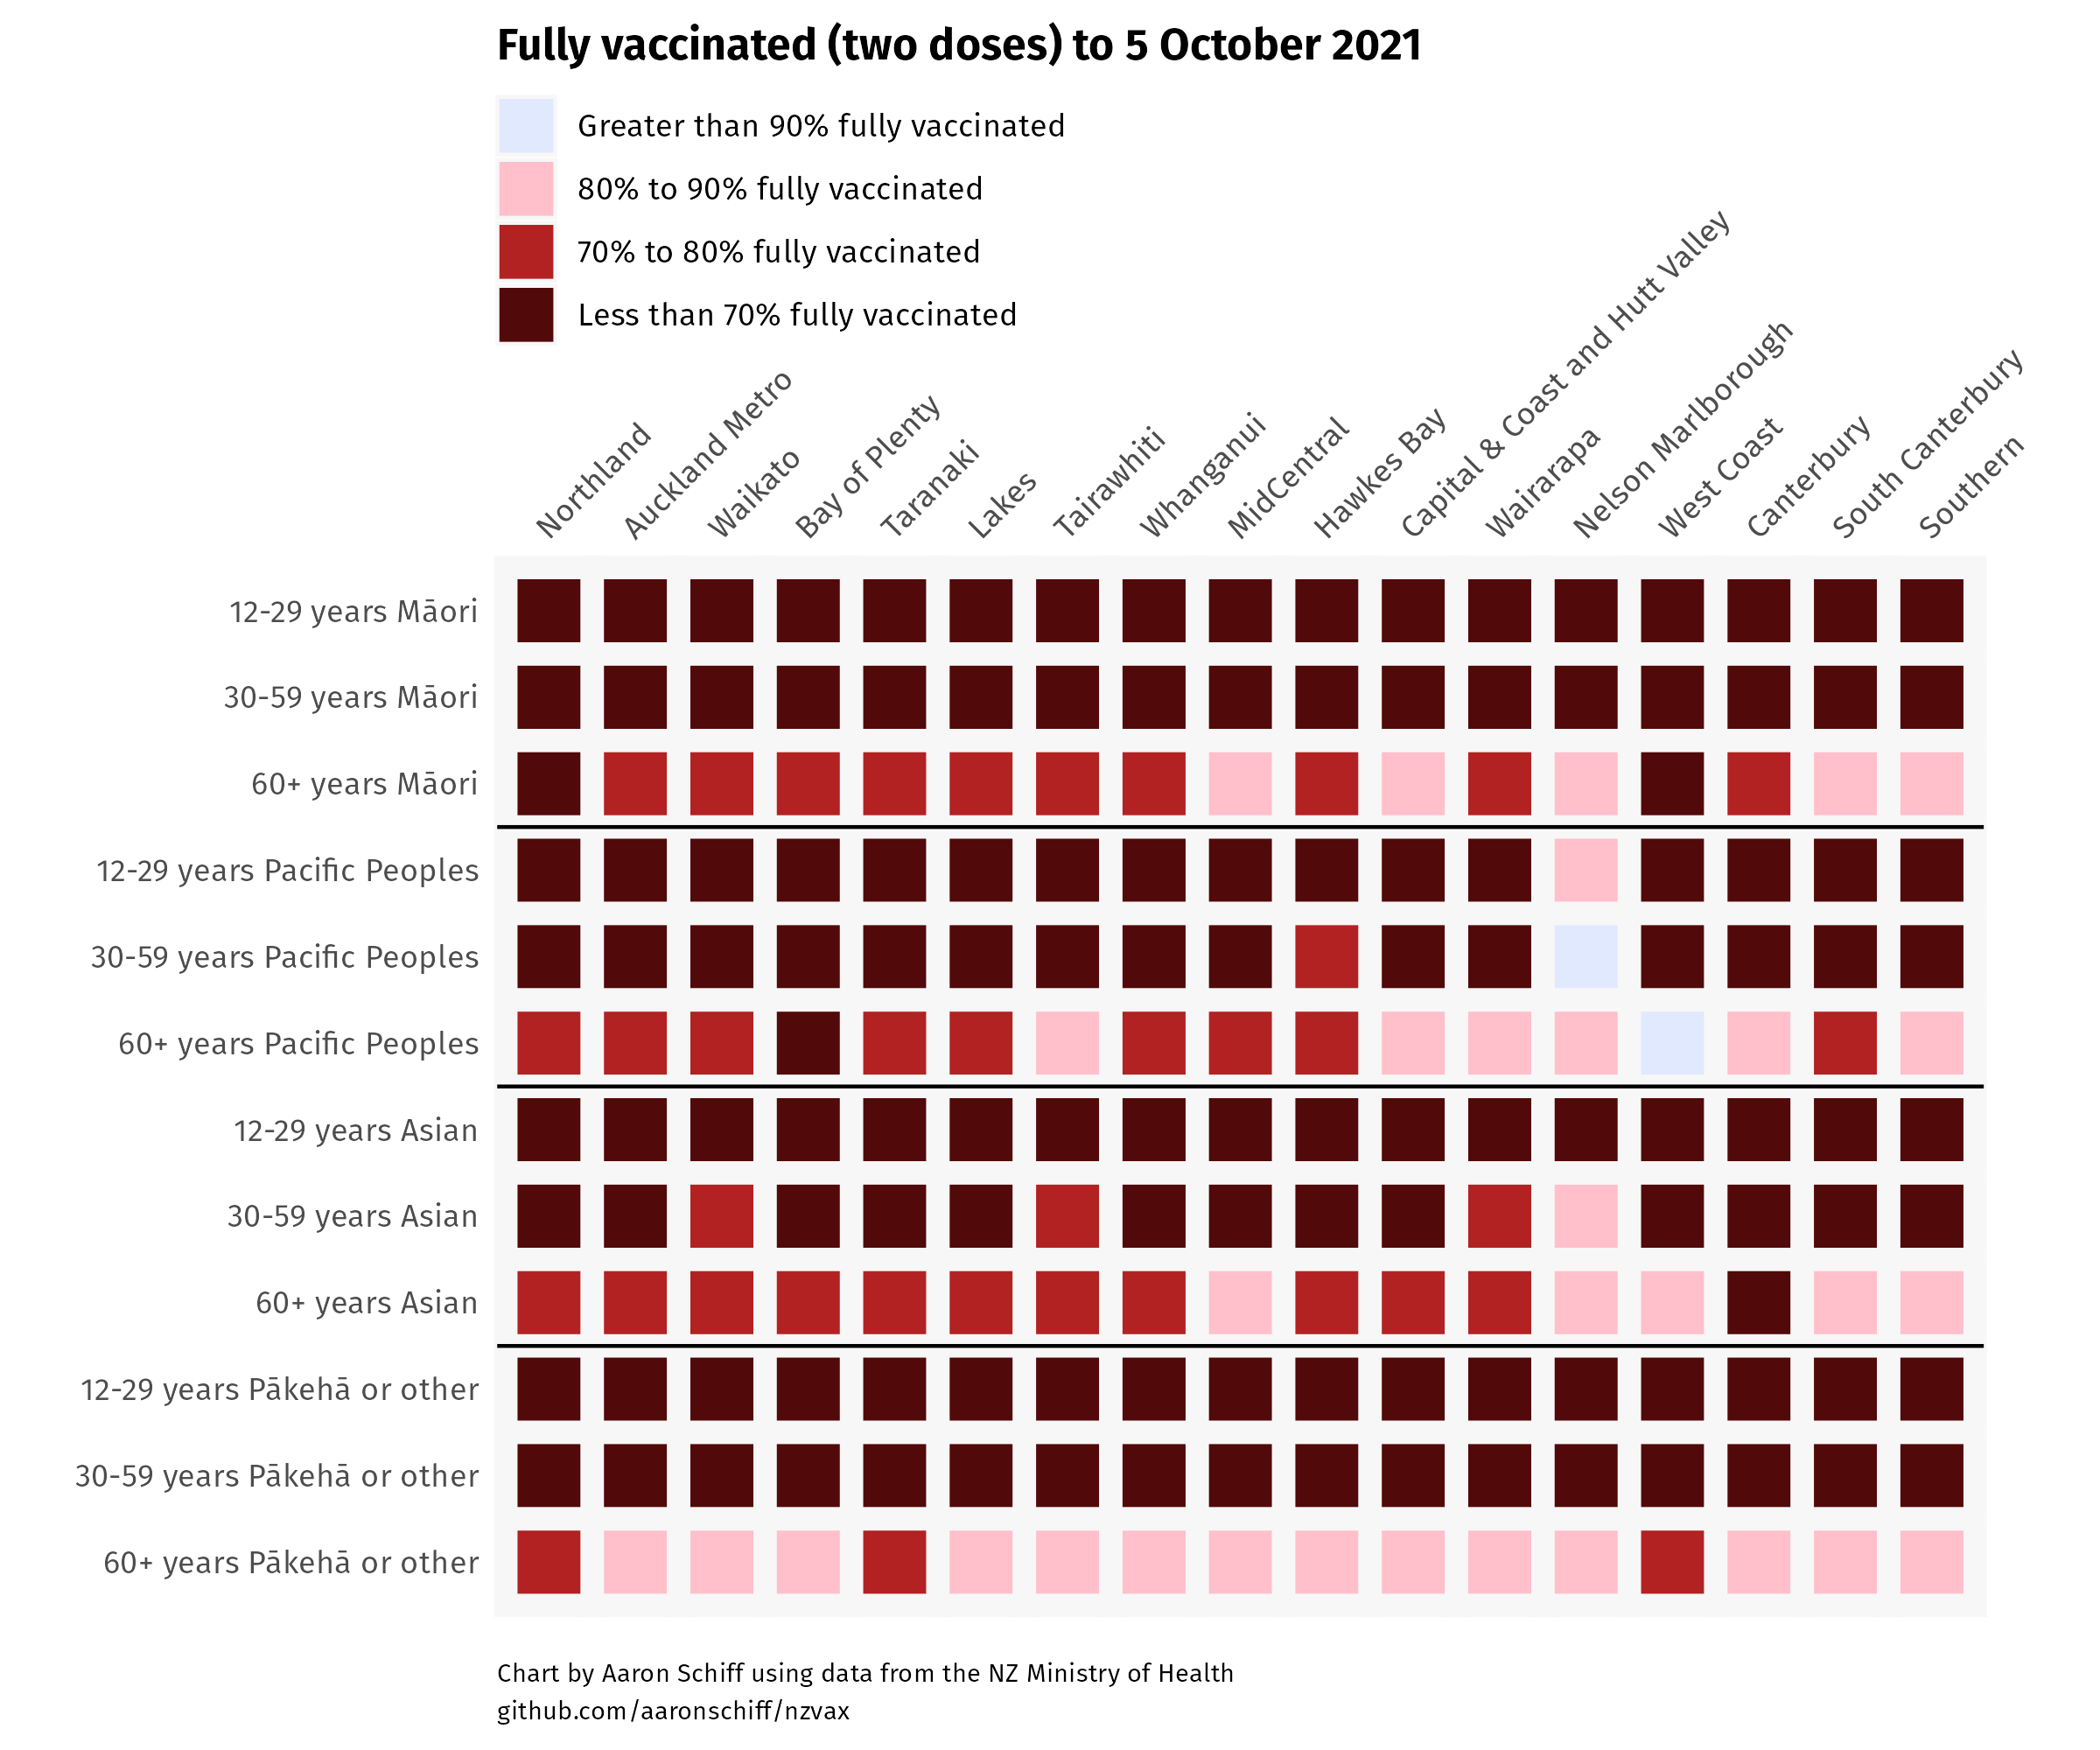 Fully vaccinated (two doses) to 5 October 2021
Greater than 90% fully vaccinated
80% to 90% fully vaccinated
70% to 80% fully vaccinated
Less than 70% fully vaccinated
Northland
Auckland Metro
Waikato
Bay of Plenty
Taranaki
Lakes
Tairawhiti
Whanganui
MidCentral
Hawkes Bay
Capital & Coast and Hutt Valley
Wairarapa
Nelson Marlborough
West Coast
Canterbury
South Canterbury
Southern
12-29 years Māori
30-59 years Māori
60+ years Māori
12-29 years Pacific Peoples
30-59 years Pacific Peoples
60+ years Pacific Peoples
12-29 years Asian
30-59 years Asian
60+ years Asian
12-29 years Pākehā or other
30-59 years Pākehā or other
60+ years Pākehā or other
Chart by Aaron Schiff using data from the NZ Ministry of Health
github.com/aaronschiff/nzvax